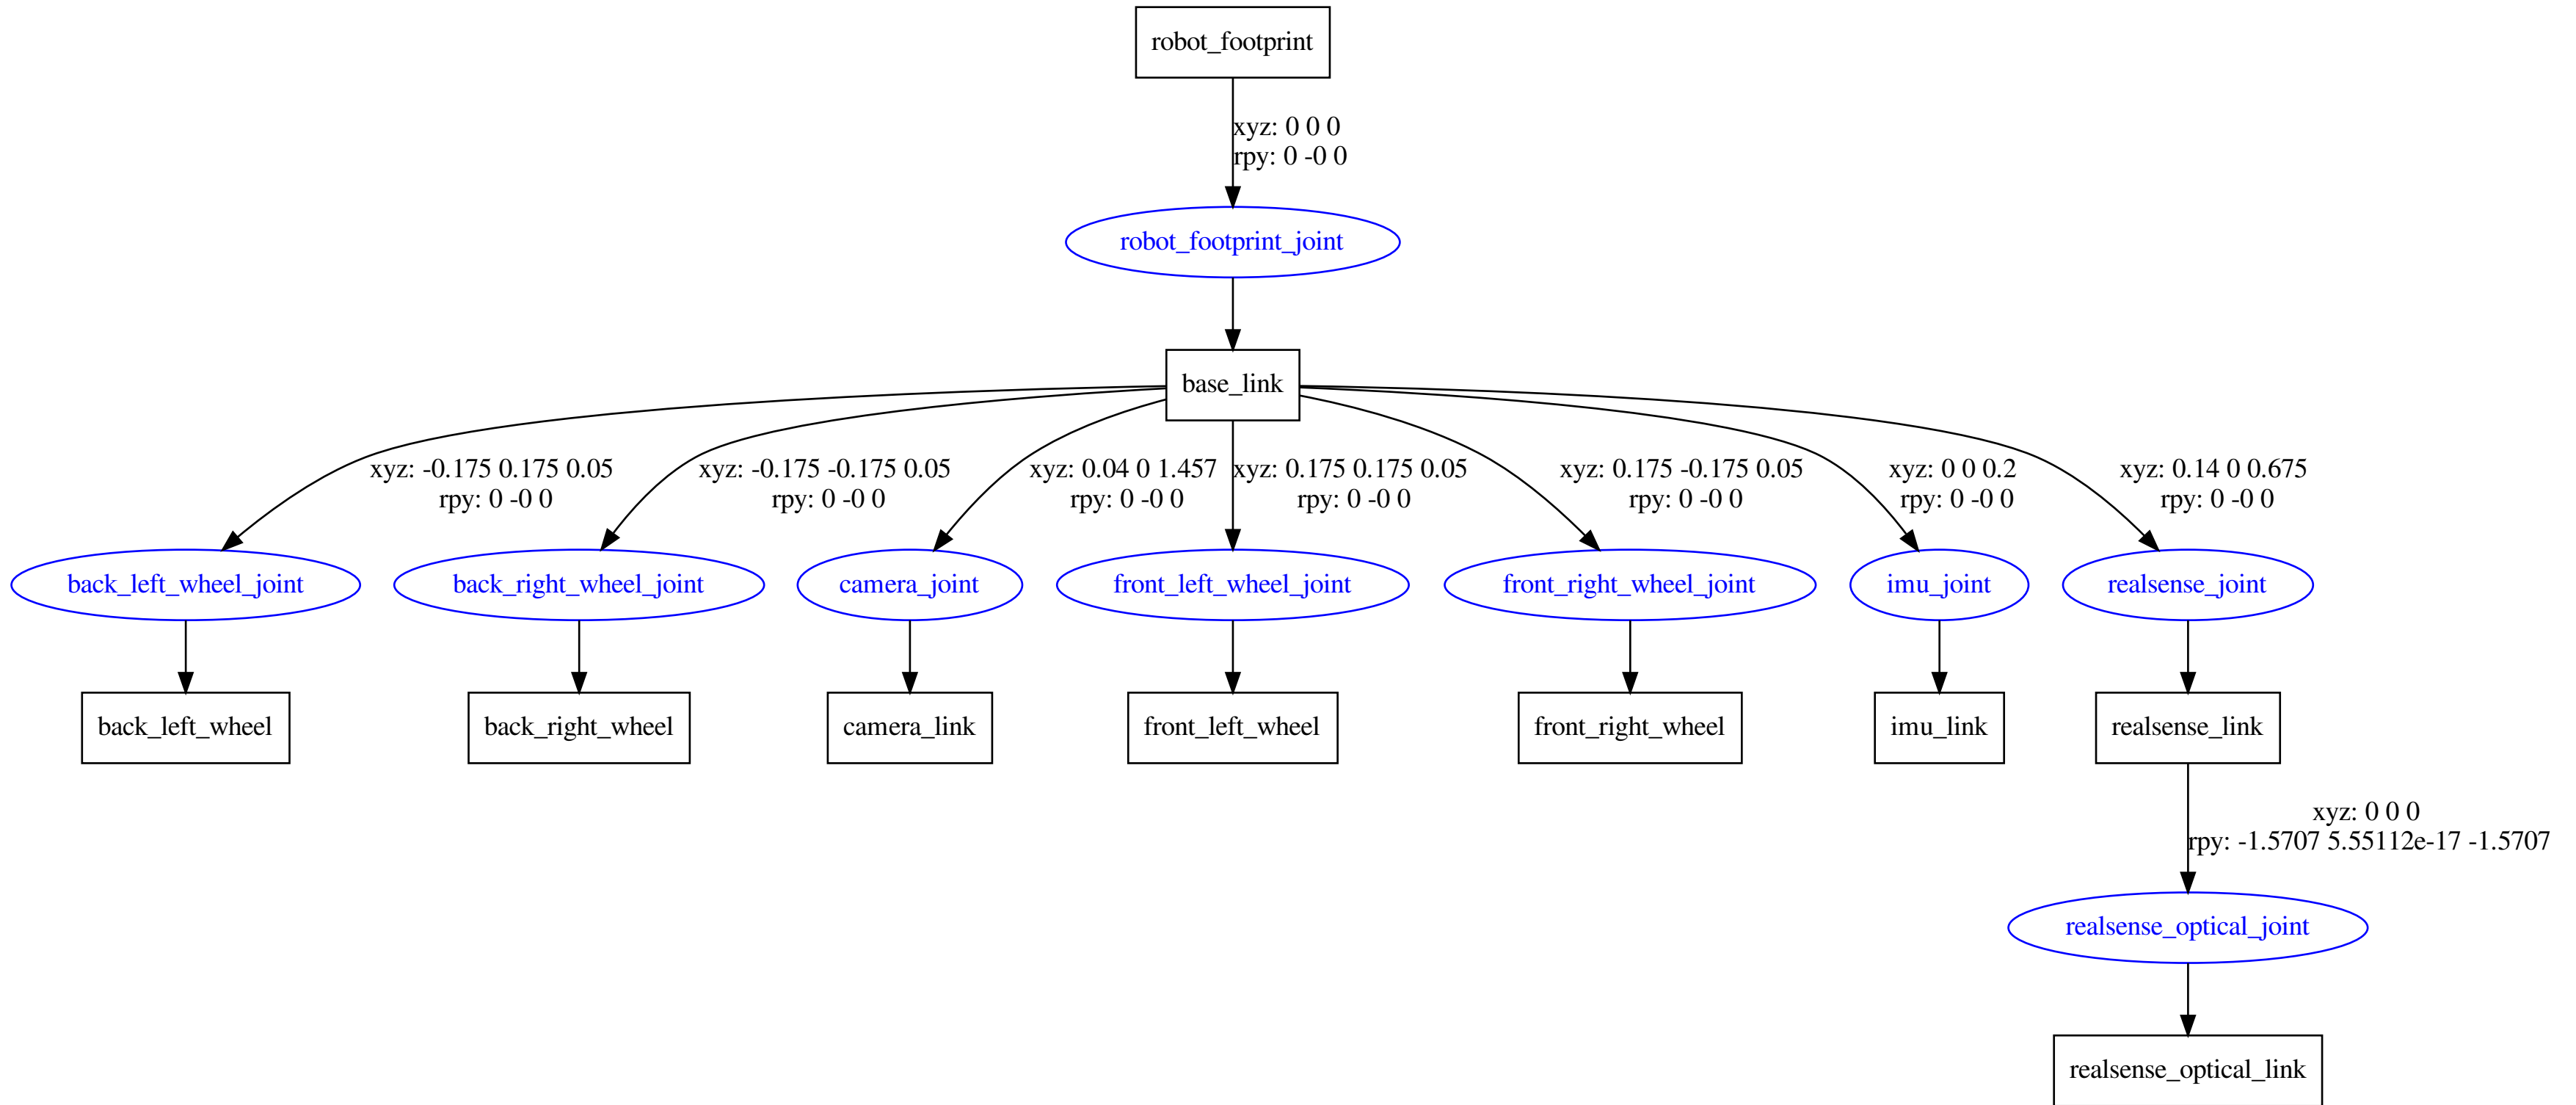 robot_footprint
xyz: 0 0 0
rpy: 0 -0 0
robot_footprint_joint
base_link
xyz: -0.175 0.175 0.05
rpy: 0 -0 0
xyz: -0.175 -0.175 0.05
rpy: 0 -0 0
xyz: 0.04 0 1.457
rpy: 0 -0 0
xyz: 0.175 0.175 0.05
rpy: 0 -0 0
xyz: 0.175 -0.175 0.05
rpy: 0 -0 0
xyz: 0 0 0.2
rpy: 0 -0 0
xyz: 0.14 0 0.675
rpy: 0 -0 0
back_left_wheel_joint
back_right_wheel_joint
camera_joint
front_left_wheel_joint
front_right_wheel_joint
imu_joint
realsense_joint
back_left_wheel
back_right_wheel
camera_link
front_left_wheel
front_right_wheel
imu_link
realsense_link
xyz: 0 0 0
rpy: -1.5707 5.55112e-17 -1.5707
realsense_optical_joint
realsense_optical_link